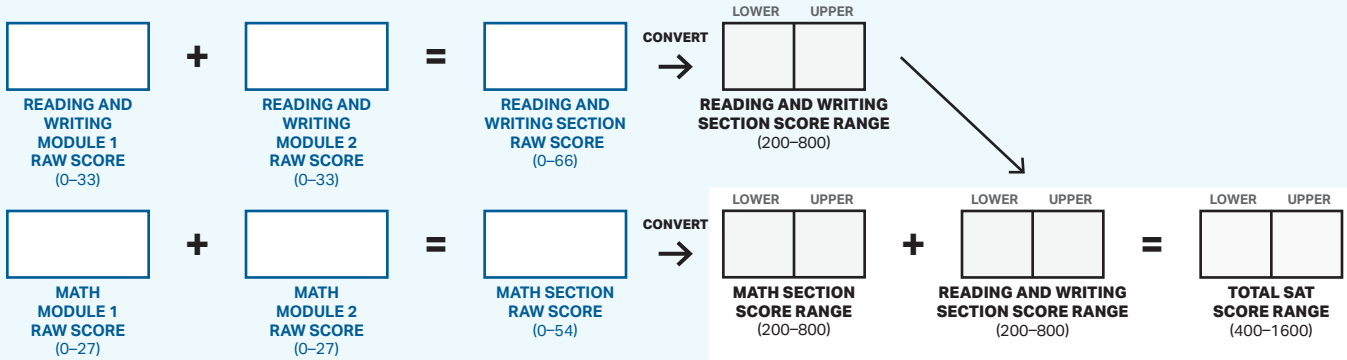 LOWER UPPER
+ = CONVERT →
READING AND
WRITING
MODULE 1
RAW SCORE
(0–33)
READING AND
WRITING
MODULE 2
RAW SCORE
(0–33)
READING AND
WRITING SECTION
RAW SCORE
(0–66)
READING AND WRITING
SECTION SCORE RANGE
(200–800)
LOWER UPPER
LOWER UPPER
LOWER UPPER
+ = CONVERT → + =
MATH
MODULE 1
RAW SCORE
(0–27)
MATH
MODULE 2
RAW SCORE
(0–27)
MATH SECTION
RAW SCORE
(0–54)
MATH SECTION
SCORE RANGE
(200–800)
READING AND WRITING
SECTION SCORE RANGE
(200–800)
TOTAL SAT
SCORE RANGE
(400–1600)